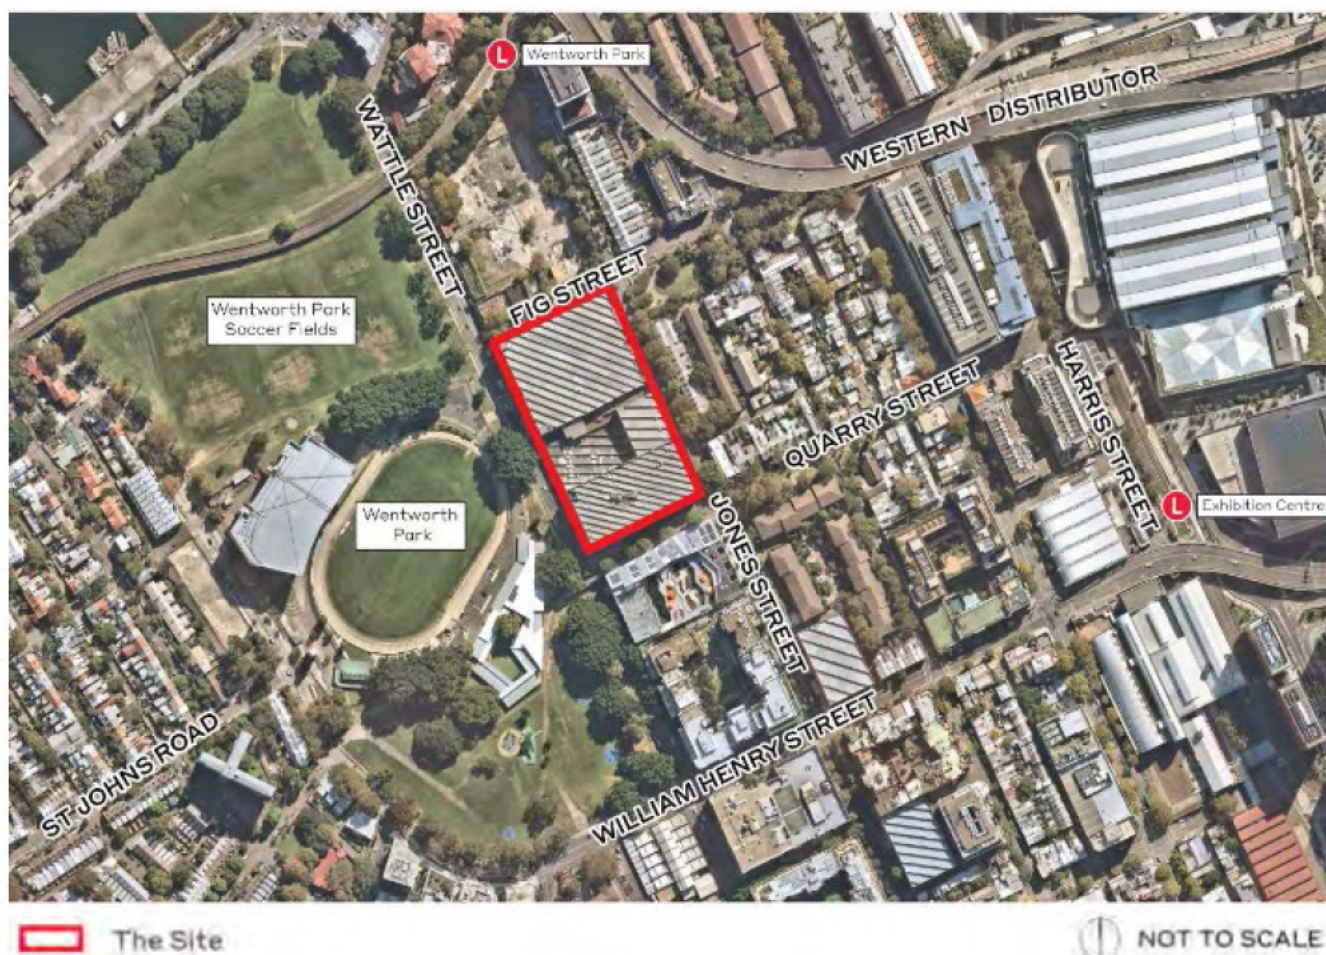 L Wentworth Park
WESTERN DISTRIBUTOR
WATTLE STREET
FIG STREET
Wentworth Park
Soccer Fields
HARRIS STREET
QUARRY STREET
L Exhibition Centre
Wentworth
Park
JONES STREET
ST JOHNS ROAD
WILLIAM HENRY STREET
The Site
NOT TO SCALE